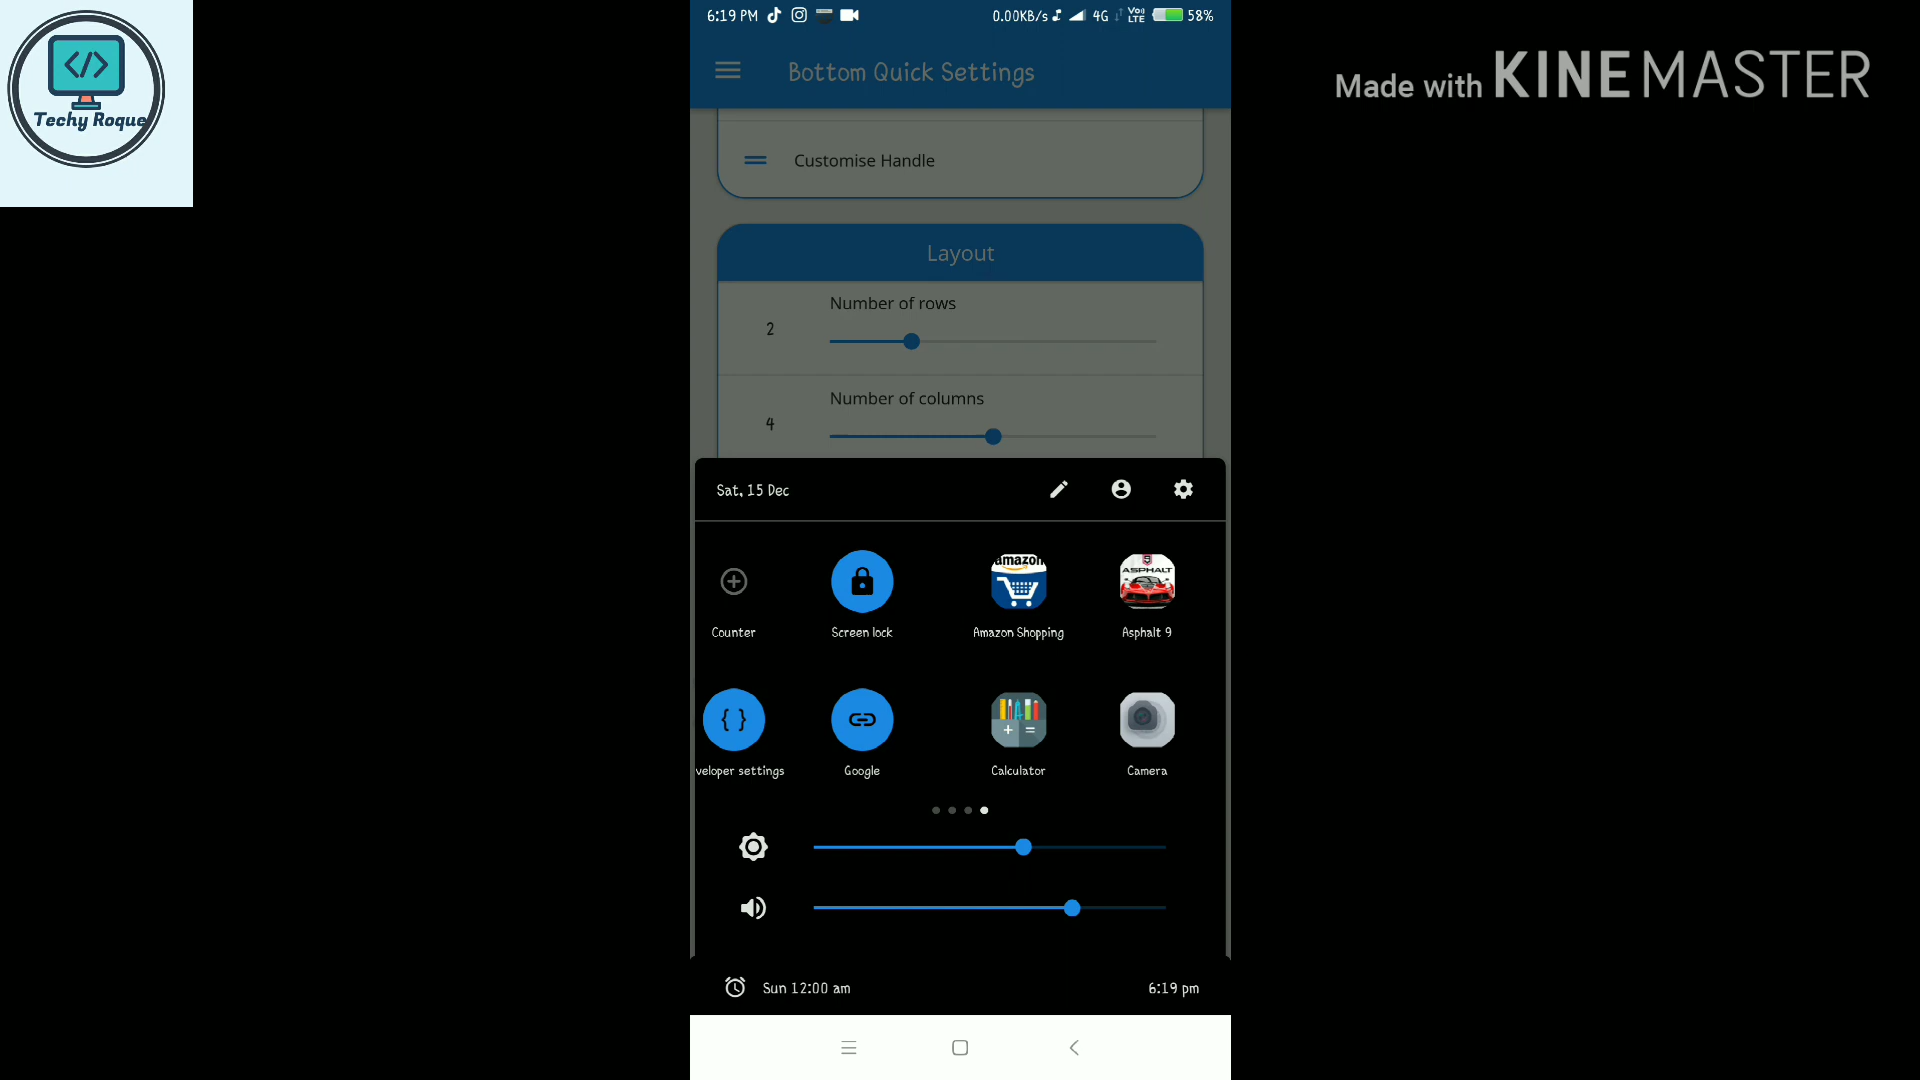 Techy Roque
6:19 PM
0.00KB/s 4G VoD LTE 58%
Made with KINEMASTER
Bottom Quick Settings
Customise Handle
Layout
Number of rows
2
Number of columns
4
Sat, 15 Dec
Counter
Screen lock
amazon
Amazon Shopping
ASPHALT
Asphalt 9
veloper settings
Google
Calculator
Camera
Sun 12:00 am
6:19 pm